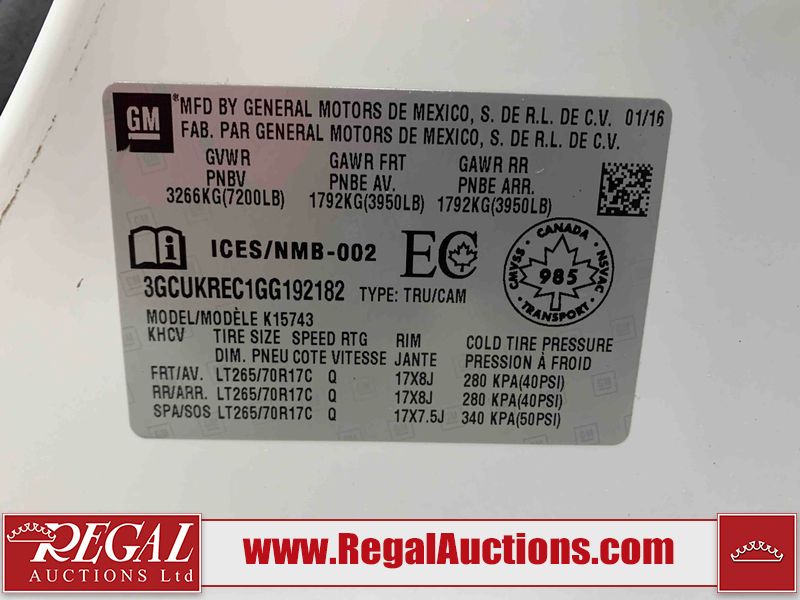 GM
*MFD BY GENERAL MOTORS DE MEXICO, S. DE R.L. DE C.V. 01/16
FAB. PAR GENERAL MOTORS DE MEXICO, S. DE R.L. DE C.V.
GVWR GAWR FRT GAWR RR
PNBV PNBE AV. PNBE ARR.
3266KG(7200LB) 1792KG(3950LB) 1792KG(3950LB)
i ICES/NMB-002 EC
CANADA
CMVSS 985 NSVAC
TRANSPORT
3GCUKREC1GG192182 TYPE: TRU/CAM
MODEL/MODÈLE K15743
KHCV TIRE SIZE SPEED RTG RIM COLD TIRE PRESSURE
DIM. PNEU COTE VITESSE JANTE PRESSION À FROID
FRT/AV. LT265/70R17C Q 17X8J 280 KPA(40PSI)
RR/ARR. LT265/70R17C Q 17X8J 280 KPA(40PSI)
SPA/SOS LT265/70R17C Q 17X7.5J 340 KPA(50PSI)
REGAL
AUCTIONS Ltd
www.RegalAuctions.com